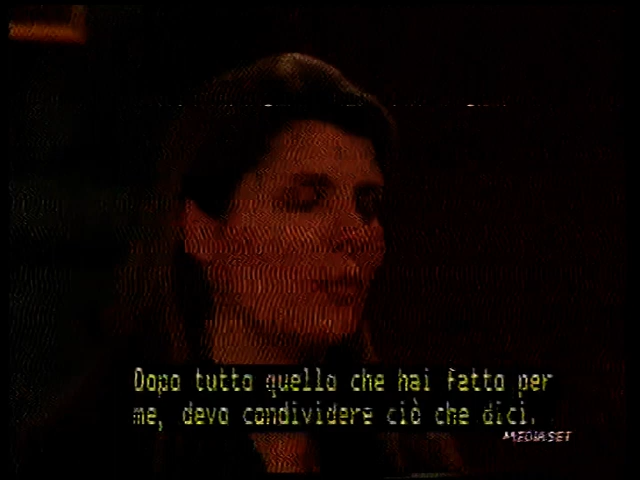 Dopo tutto quello che hai fatto per
me, devo condividere ciò che dici.
MEDIASET